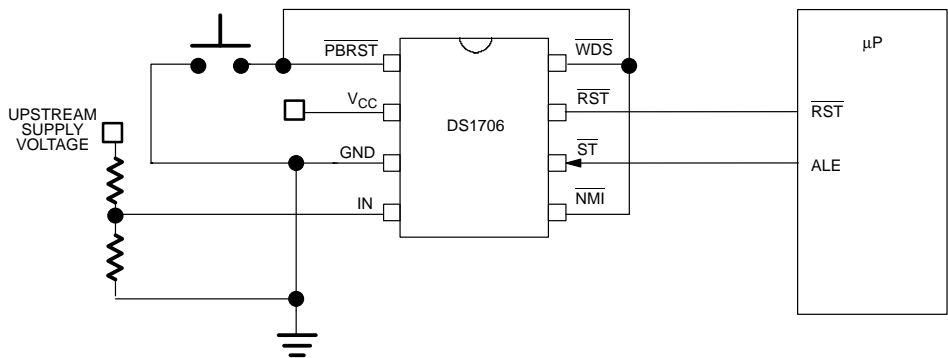 PBRST
WDS
μP
VCC
RST
RST
DS1706
UPSTREAM
SUPPLY
VOLTAGE
GND
ST
ALE
IN
NMI